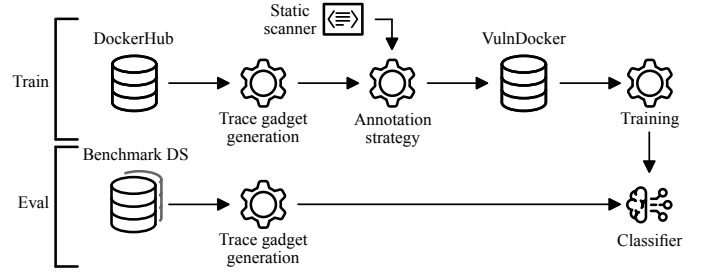 Static
scanner
DockerHub
VulnDocker
Train
Trace gadget
generation
Annotation
strategy
Training
Benchmark DS
Eval
Trace gadget
generation
Classifier